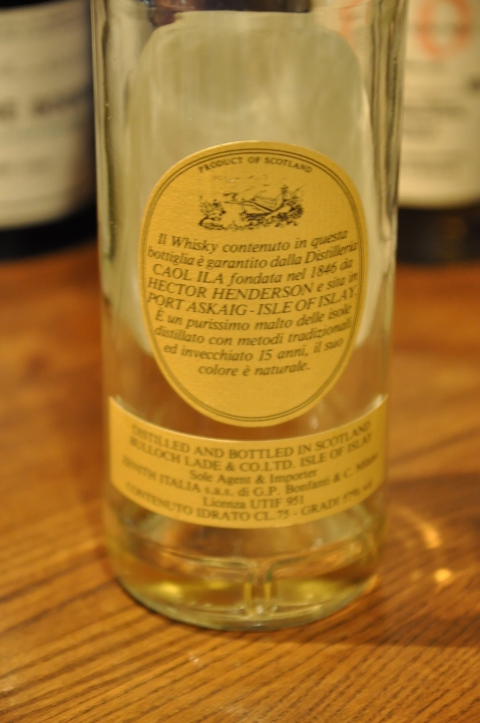 PRODUCT OF SCOTLAND
Il Whisky contenuto in questa
bottiglia è garantito dalla Distilleria
CAOL ILA fondata nel 1846 da
HECTOR HENDERSON e sita in
PORT ASKAIG - ISLE OF ISLAY.
È un purissimo malto delle isole
distillato con metodi tradizionali
ed invecchiato 15 anni, il suo
colore è naturale.
DISTILLED AND BOTTLED IN SCOTLAND
BULLOCH LADE & CO.LTD. ISLE OF ISLAY
Sole Agent & Importer
ZENITH ITALIA s.a.s. di G.P. Bonfanti & C. Milano
Licenza UTIF 951
CONTENUTO IDRATO CL.75 - GRADI 57% vol